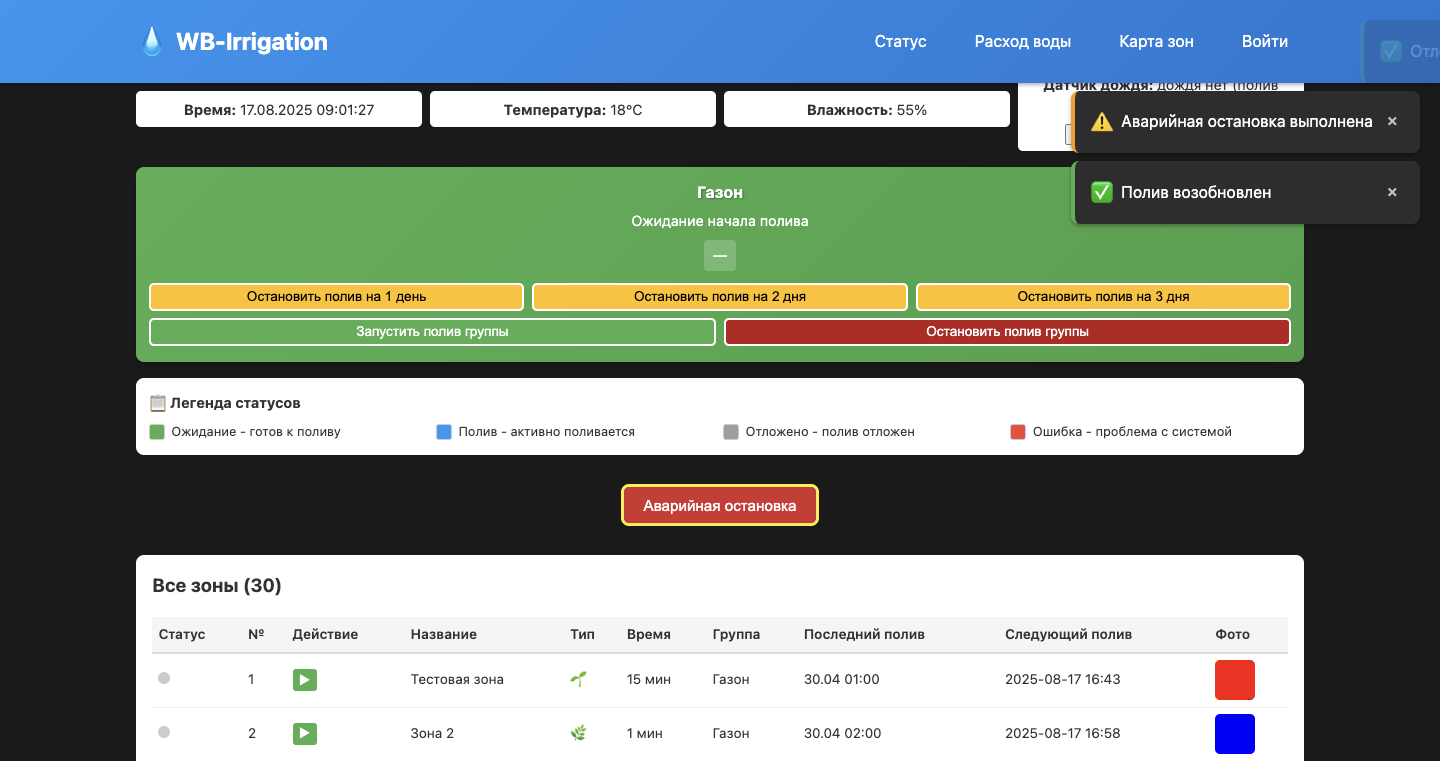 WB-Irrigation
Статус Расход воды Карта зон Войти
Время: 17.08.2025 09:01:27 Температура: 18°C Влажность: 55% Датчик дождя: дождя нет (полив
Аварийная остановка выполнена ×
Полив возобновлен ×
Газон
Ожидание начала полива
—
Остановить полив на 1 день Остановить полив на 2 дня Остановить полив на 3 дня
Запустить полив группы Остановить полив группы
Легенда статусов
Ожидание - готов к поливу Полив - активно поливается Отложено - полив отложен Ошибка - проблема с системой
Аварийная остановка
Все зоны (30)
Статус № Действие Название Тип Время Группа Последний полив Следующий полив Фото
1 Тестовая зона 15 мин Газон 30.04 01:00 2025-08-17 16:43
2 Зона 2 1 мин Газон 30.04 02:00 2025-08-17 16:58